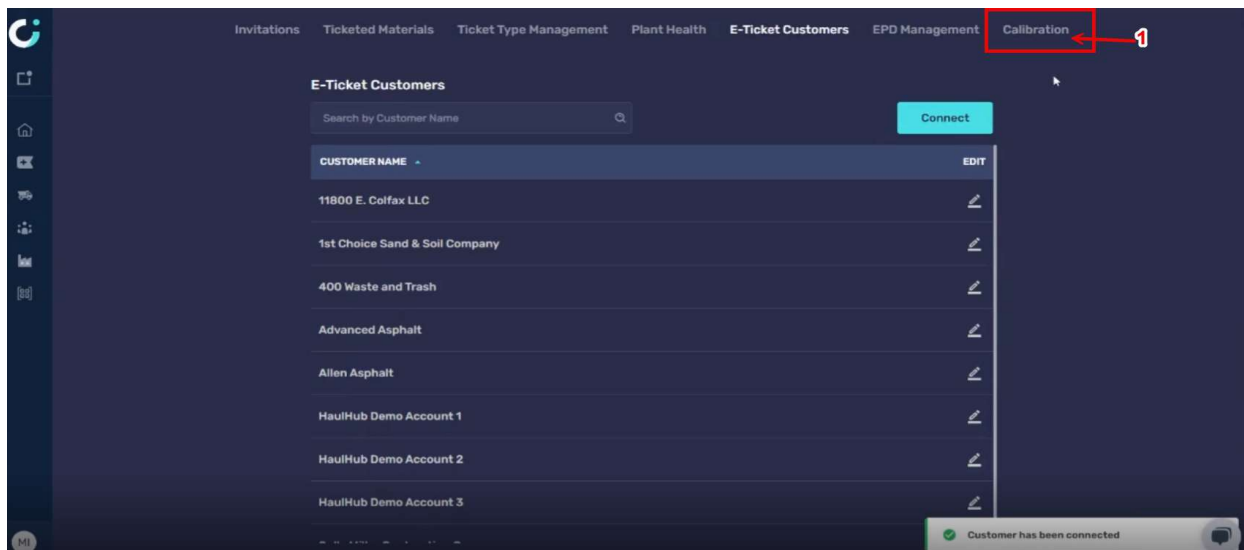 Invitations Ticketed Materials Ticket Type Management Plant Health E-Ticket Customers EPD Management Calibration 1
E-Ticket Customers
Search by Customer Name Connect
CUSTOMER NAME EDIT
11800 E. Colfax LLC
1st Choice Sand & Soil Company
400 Waste and Trash
Advanced Asphalt
Allen Asphalt
HaulHub Demo Account 1
HaulHub Demo Account 2
HaulHub Demo Account 3
Customer has been connected
MI